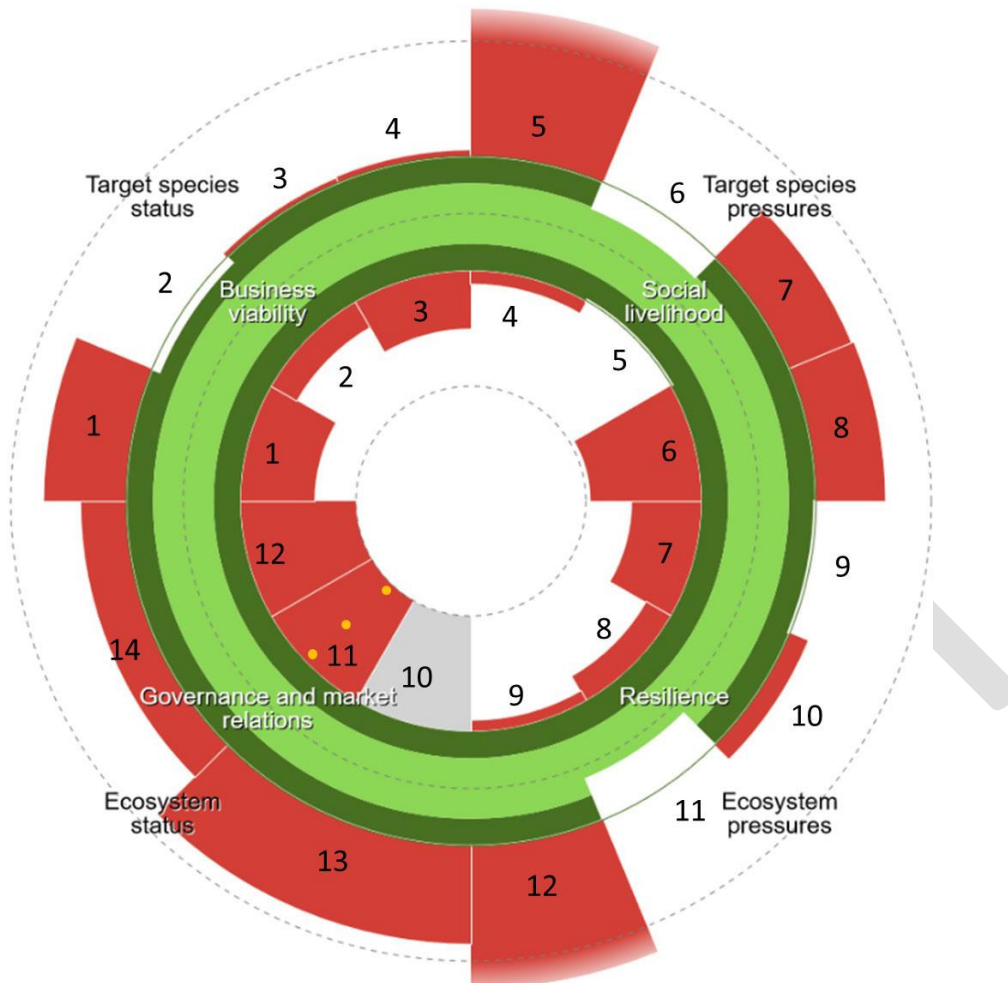 5
4
3
6
Target species
status
Target species
pressures
2
7
Business
viability
Social
livelihood
3
4
5
2
1
8
1
6
12
7
9
8
14
11
10
9
10
Governance and market
relations
Resilience
Ecosystem
status
11
Ecosystem
pressures
13
12